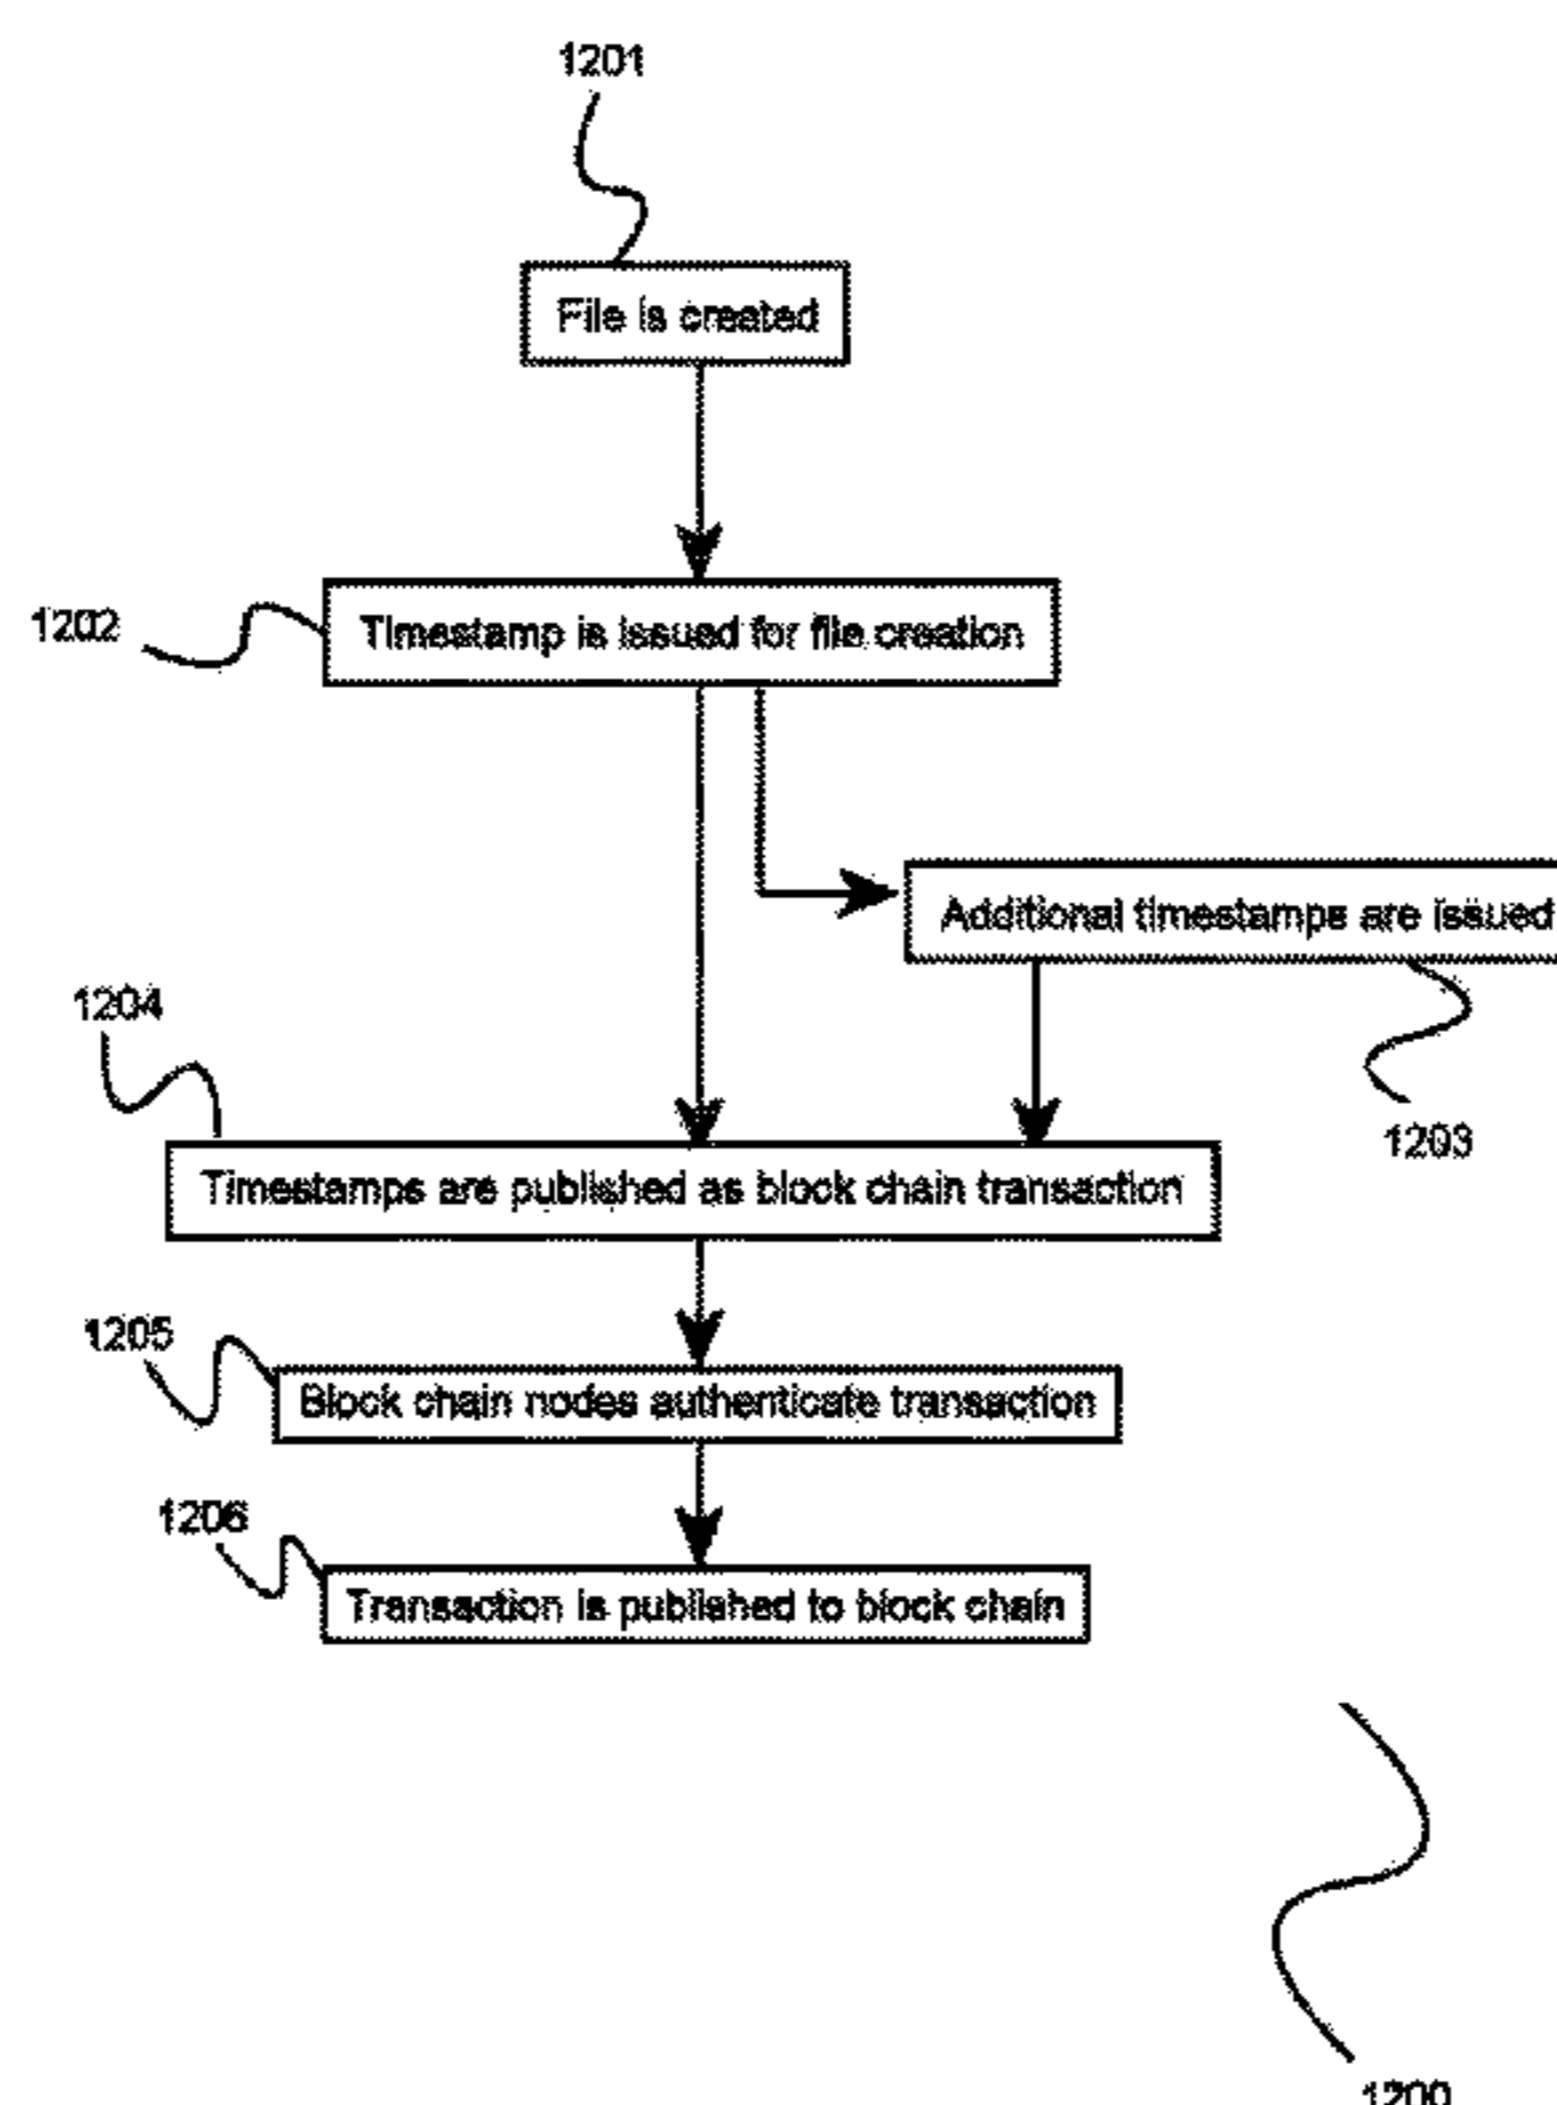 1201
File is created
1202
Timestamp is issued for file creation
Additional timestamps are issued
1204
1203
Timestamps are published as block chain transaction
1205
Block chain nodes authenticate transaction
1206
Transaction is published to block chain
1200